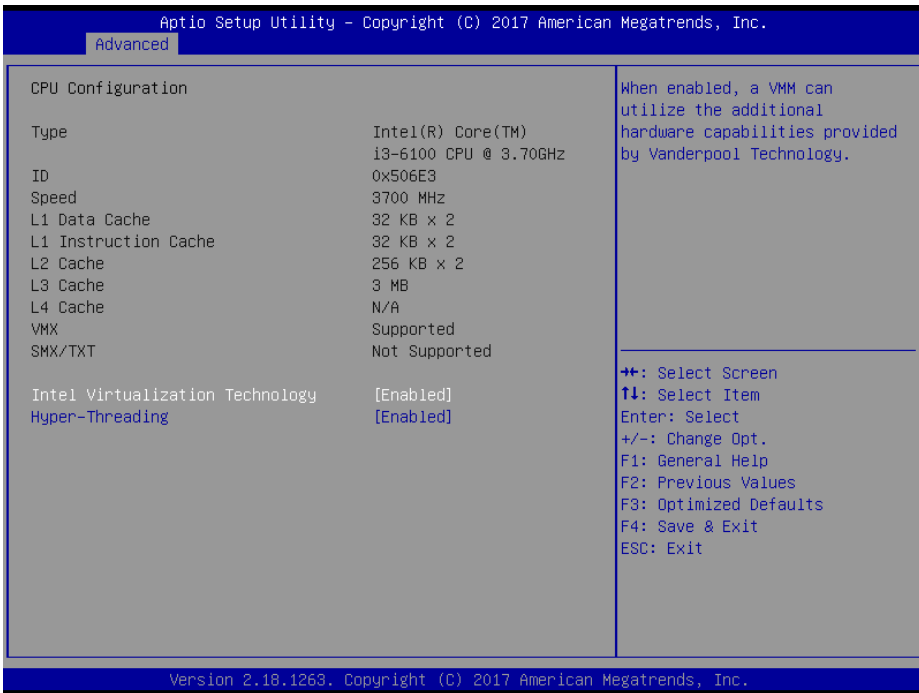 Aptio Setup Utility – Copyright (C) 2017 American Megatrends, Inc.
Advanced
CPU Configuration
Type Intel(R) Core(TM)
i3-6100 CPU @ 3.70GHz
ID 0x506E3
Speed 3700 MHz
L1 Data Cache 32 KB x 2
L1 Instruction Cache 32 KB x 2
L2 Cache 256 KB x 2
L3 Cache 3 MB
L4 Cache N/A
VMX Supported
SMX/TXT Not Supported
Intel Virtualization Technology [Enabled]
Hyper-Threading [Enabled]
When enabled, a VMM can
utilize the additional
hardware capabilities provided
by Vanderpool Technology.
→←: Select Screen
↑↓: Select Item
Enter: Select
+/-: Change Opt.
F1: General Help
F2: Previous Values
F3: Optimized Defaults
F4: Save & Exit
ESC: Exit
Version 2.18.1263. Copyright (C) 2017 American Megatrends, Inc.